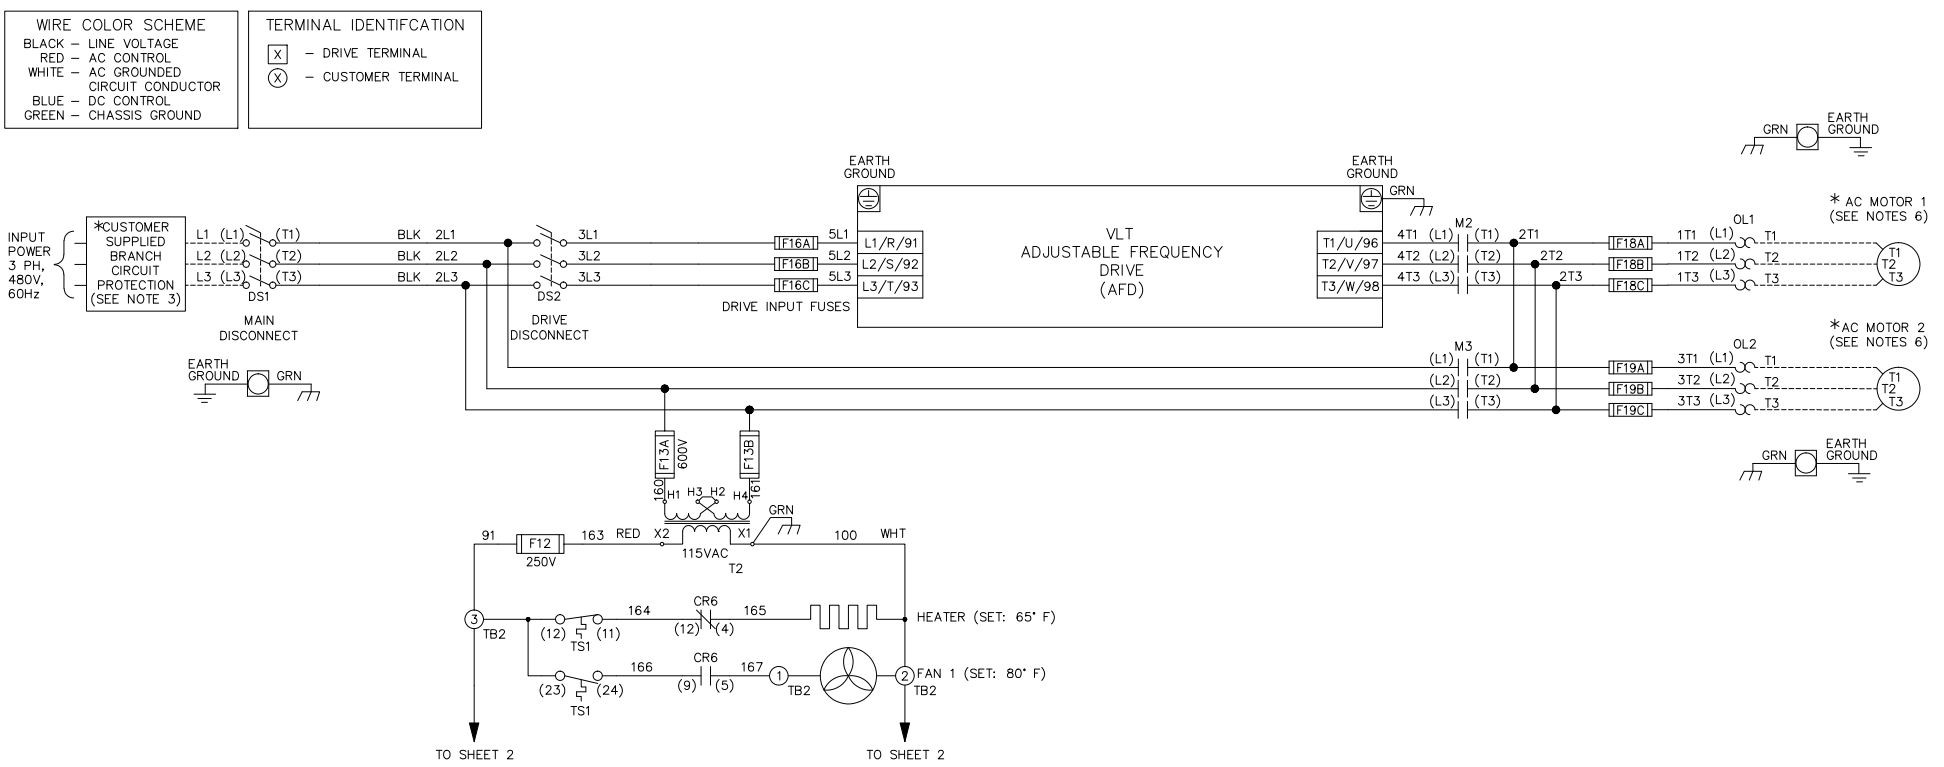 WIRE COLOR SCHEME
BLACK – LINE VOLTAGE
RED – AC CONTROL
WHITE – AC GROUNDED
CIRCUIT CONDUCTOR
BLUE – DC CONTROL
GREEN – CHASSIS GROUND
TERMINAL IDENTIFCATION
X – DRIVE TERMINAL
X – CUSTOMER TERMINAL
INPUT
POWER
3 PH,
480V,
60Hz
*CUSTOMER
SUPPLIED
BRANCH
CIRCUIT
PROTECTION
(SEE NOTE 3)
L1 (L1) (T1) BLK 2L1
L2 (L2) (T2) BLK 2L2
L3 (L3) (T3) BLK 2L3
DS1
MAIN
DISCONNECT
EARTH
GROUND
GRN
3L1
3L2
3L3
DS2
DRIVE
DISCONNECT
F16A 5L1
F16B 5L2
F16C 5L3
DRIVE INPUT FUSES
EARTH
GROUND
L1/R/91
L2/S/92
L3/T/93
VLT
ADJUSTABLE FREQUENCY
DRIVE
(AFD)
EARTH
GROUND
GRN
T1/U/96
T2/V/97
T3/W/98
M2
4T1 (L1) (T1) 2T1
4T2 (L2) (T2) 2T2
4T3 (L3) (T3) 2T3
F18A 1T1 (L1) T1
F18B 1T2 (L2) T2
F18C 1T3 (L3) T3
OL1
GRN
EARTH
GROUND
* AC MOTOR 1
(SEE NOTES 6)
T1
T2
T3
M3
(L1) (T1)
(L2) (T2)
(L3) (T3)
F19A 3T1 (L1) T1
F19B 3T2 (L2) T2
F19C 3T3 (L3) T3
OL2
*AC MOTOR 2
(SEE NOTES 6)
T1
T2
T3
GRN
EARTH
GROUND
F13A
600V
F13B
160
161
H1 H3 H2 H4
GRN
91
F12
250V
163 RED X2
X1
115VAC
T2
100 WHT
3
TB2
(12) (11)
TS1
164
CR6
(12) (4)
165
HEATER (SET: 65° F)
(23) (24)
TS1
166
CR6
(9) (5)
167
1
TB2
2
TB2
FAN 1 (SET: 80° F)
TO SHEET 2
TO SHEET 2